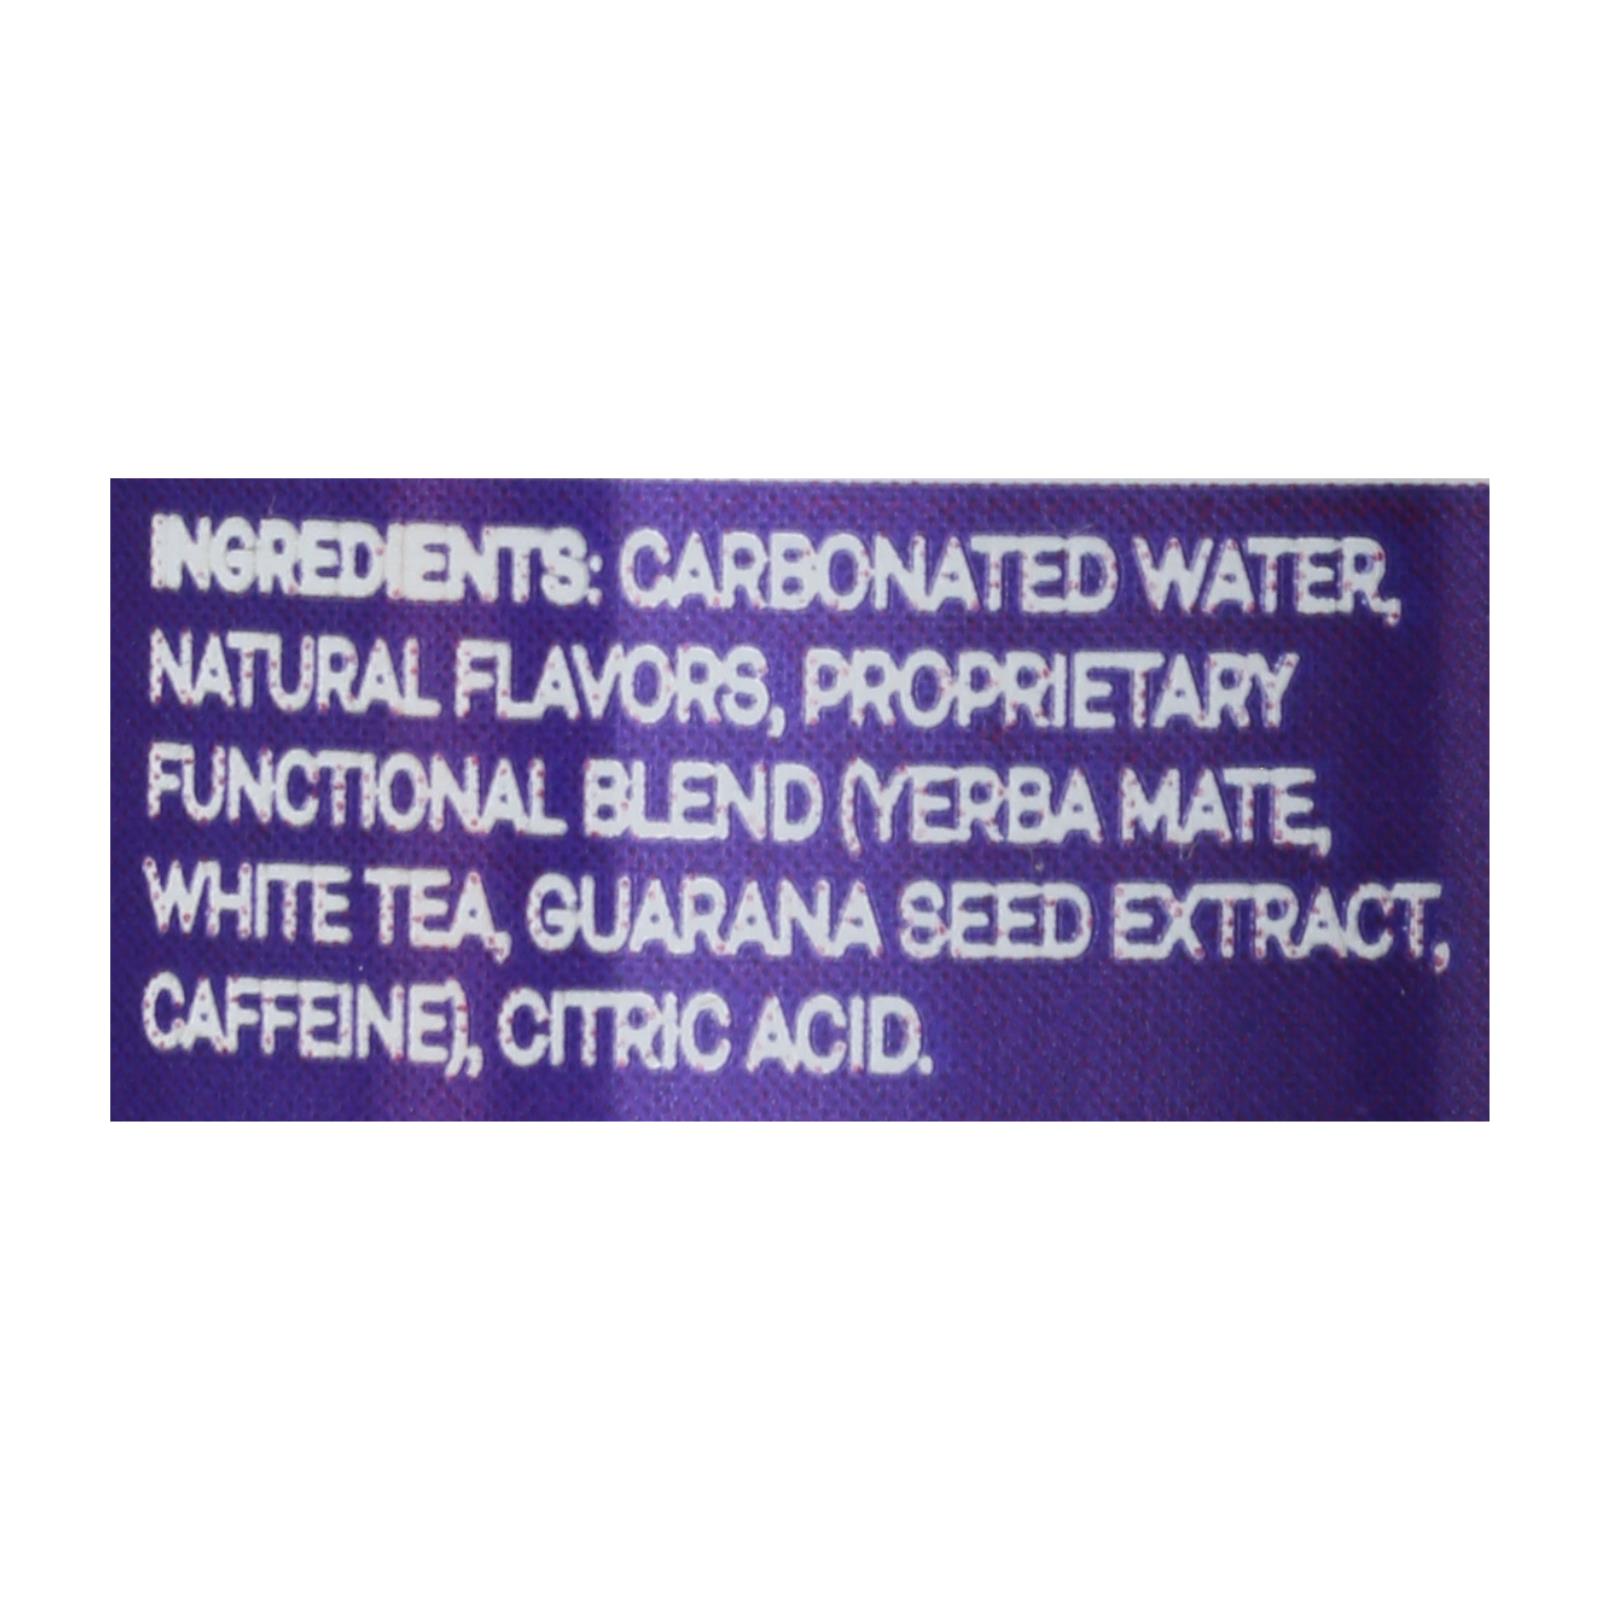 INGREDIENTS: CARBONATED WATER,
NATURAL FLAVORS, PROPRIETARY
FUNCTIONAL BLEND (YERBA MATE,
WHITE TEA, GUARANA SEED EXTRACT,
CAFFEINE), CITRIC ACID.